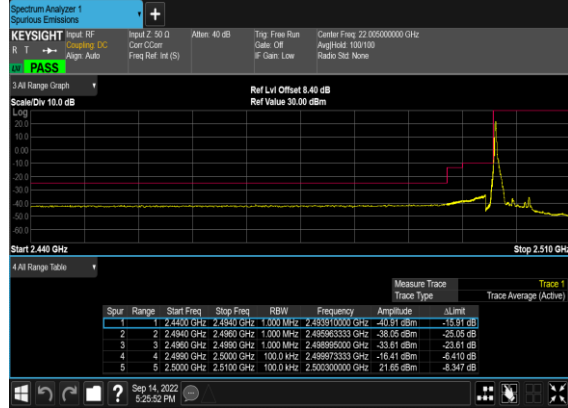 Spectrum Analyzer 1
Spurious Emissions
KEYSIGHT Input: RF Input Z: 50 Ω Atten: 40 dB Trig: Free Run Center Freq: 22.005000000 GHz
R T Coupling: DC Corr CCorr Gate: Off Avg|Hold: 100/100
Align: Auto Freq Ref: Int (S) IF Gain: Low Radio Std: None
PASS
3 All Range Graph
Ref Lvl Offset 8.40 dB
Scale/Div 10.0 dB Ref Value 30.00 dBm
Log
20.0
10.0
0.00
-10.0
-20.0
-30.0
-40.0
-50.0
-60.0
Start 2.440 GHz Stop 2.510 GHz
4 All Range Table
Measure Trace Trace 1
Trace Type Trace Average (Active)
Spur Range Start Freq Stop Freq RBW Frequency Amplitude ΔLimit
1 1 2.4400 GHz 2.4940 GHz 1.000 MHz 2.493910000 GHz -40.91 dBm -15.91 dB
2 2 2.4940 GHz 2.4960 GHz 1.000 MHz 2.495963333 GHz -38.05 dBm -25.05 dB
3 3 2.4960 GHz 2.4990 GHz 1.000 MHz 2.498995000 GHz -33.61 dBm -23.61 dB
4 4 2.4990 GHz 2.5000 GHz 100.0 kHz 2.499973333 GHz -16.41 dBm -6.410 dB
5 5 2.5000 GHz 2.5100 GHz 100.0 kHz 2.500300000 GHz 21.65 dBm -8.347 dB
? Sep 14, 2022
5:25:52 PM